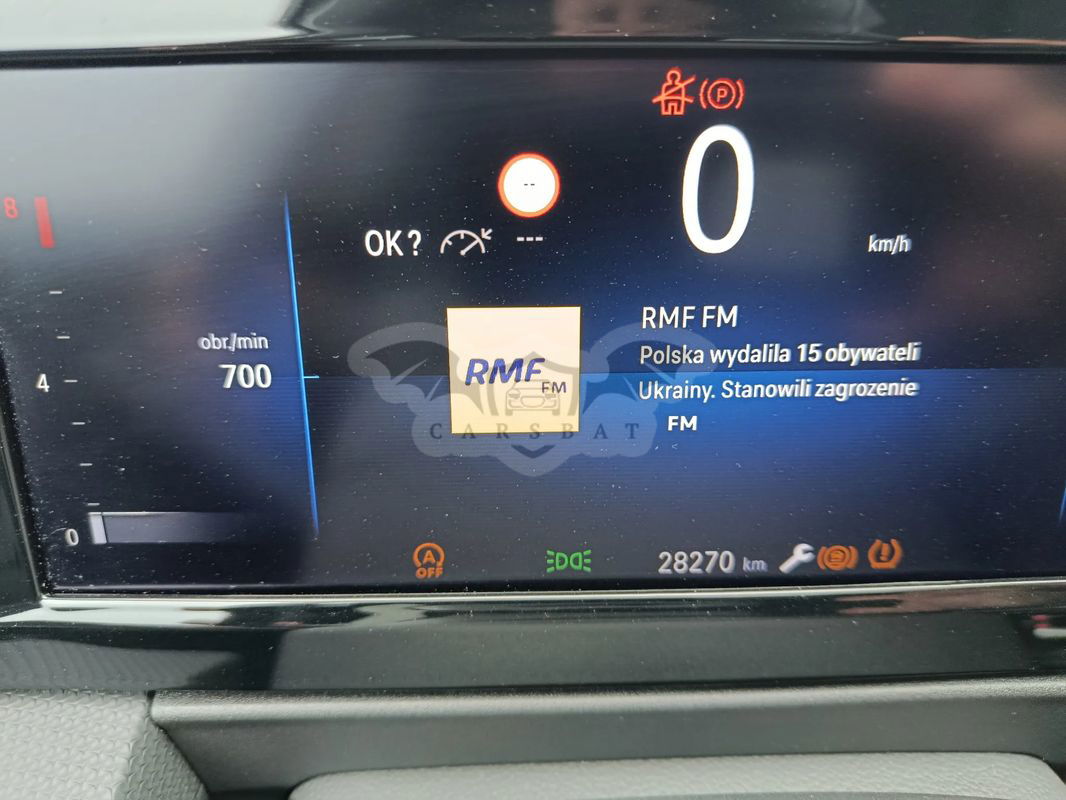 P
8
--
0
OK?
---
km/h
RMF FM
obr./min
RMF
FM
Polska wydalila 15 obywateli
700
4
Ukrainy. Stanowili zagrozenie
FM
CARSBAT
0
A
OFF
28270 km